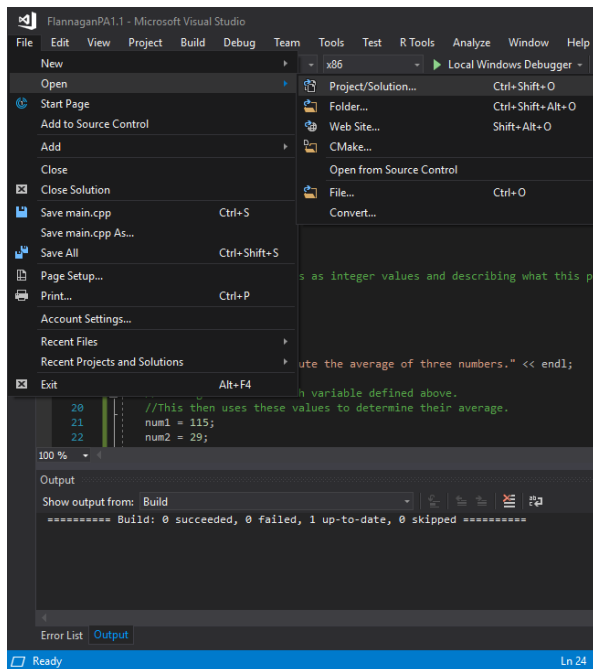 FlannaganPA1.1 - Microsoft Visual Studio
File Edit View Project Build Debug Team Tools Test R Tools Analyze Window Help
x86 Local Windows Debugger
New
Open
Start Page
Add to Source Control
Add
Close
Close Solution
Save main.cpp Ctrl+S
Save main.cpp As...
Save All Ctrl+Shift+S
Page Setup...
Print... Ctrl+P
Account Settings...
Recent Files
Recent Projects and Solutions
Exit Alt+F4
Project/Solution... Ctrl+Shift+O
Folder... Ctrl+Shift+Alt+O
Web Site... Shift+Alt+O
CMake...
Open from Source Control
File... Ctrl+O
Convert...
s as integer values and describing what this p
ute the average of three numbers." << endl;
h variable defined above.
20 //This then uses these values to determine their average.
21 num1 = 115;
22 num2 = 29;
100 %
Output
Show output from: Build
========== Build: 0 succeeded, 0 failed, 1 up-to-date, 0 skipped ==========
Error List Output
Ready Ln 24